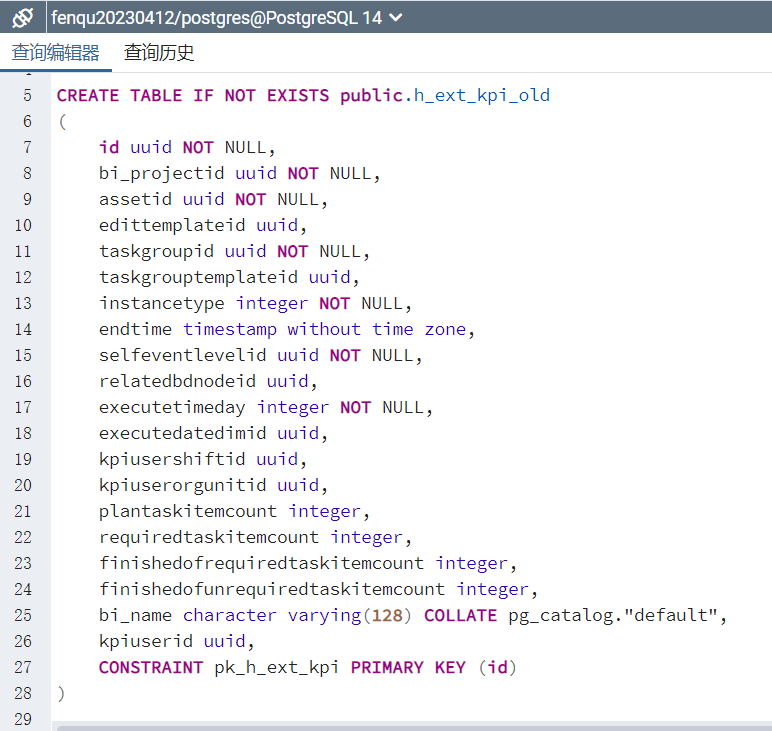 fenqu20230412/postgres@PostgreSQL 14
查询编辑器 查询历史
5 CREATE TABLE IF NOT EXISTS public.h_ext_kpi_old
6 (
7 id uuid NOT NULL,
8 bi_projectid uuid NOT NULL,
9 assetid uuid NOT NULL,
10 edittemplateid uuid,
11 taskgroupid uuid NOT NULL,
12 taskgrouptemplateid uuid,
13 instancetype integer NOT NULL,
14 endtime timestamp without time zone,
15 selfeventlevelid uuid NOT NULL,
16 relatedbdnodeid uuid,
17 executetimeday integer NOT NULL,
18 executedatedimid uuid,
19 kpiusershiftid uuid,
20 kpiuserorgunitid uuid,
21 plantaskitemcount integer,
22 requiredtaskitemcount integer,
23 finishedofrequiredtaskitemcount integer,
24 finishedofunrequiredtaskitemcount integer,
25 bi_name character varying(128) COLLATE pg_catalog."default",
26 kpiuserid uuid,
27 CONSTRAINT pk_h_ext_kpi PRIMARY KEY (id)
28 )
29